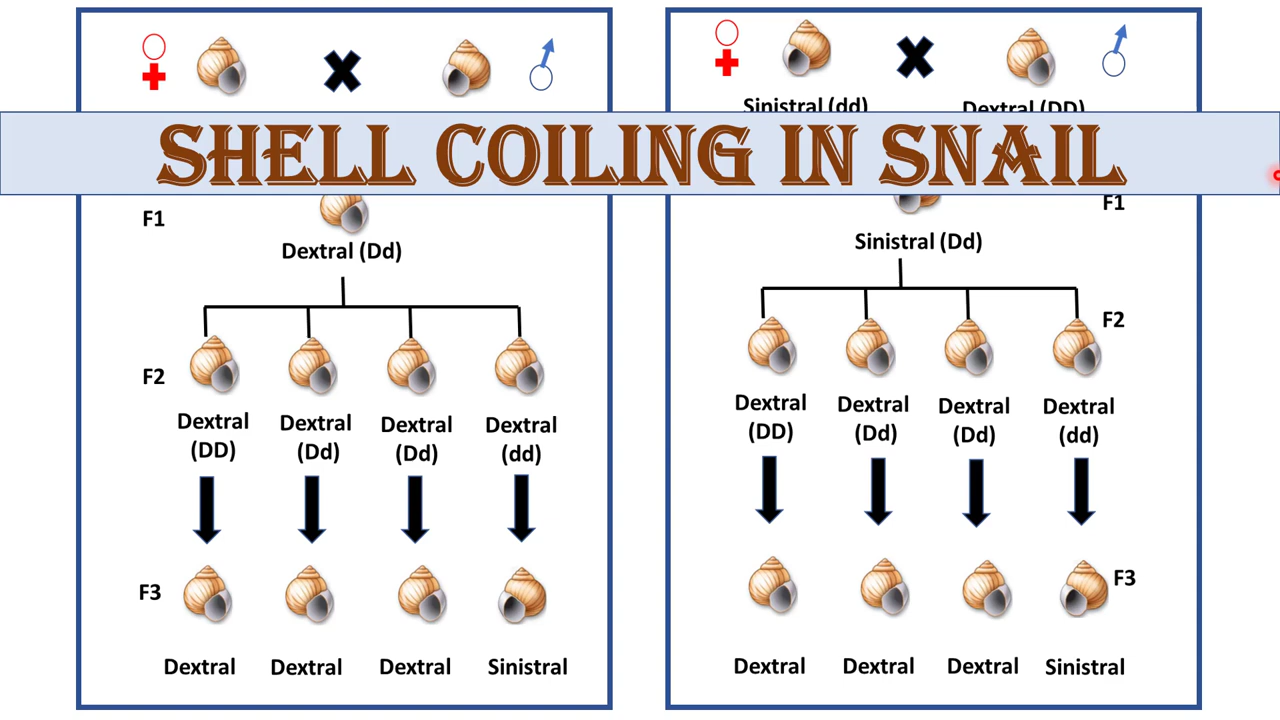 Sinistral (dd)
Dextral (DD)
SHELL COILING IN SNAIL
F1
Dextral (Dd)
F2
Dextral (DD)
Dextral (Dd)
Dextral (Dd)
Dextral (dd)
F3
Dextral
Dextral
Dextral
Sinistral
F1
Sinistral (Dd)
F2
Dextral (DD)
Dextral (Dd)
Dextral (Dd)
Dextral (dd)
F3
Dextral
Dextral
Dextral
Sinistral